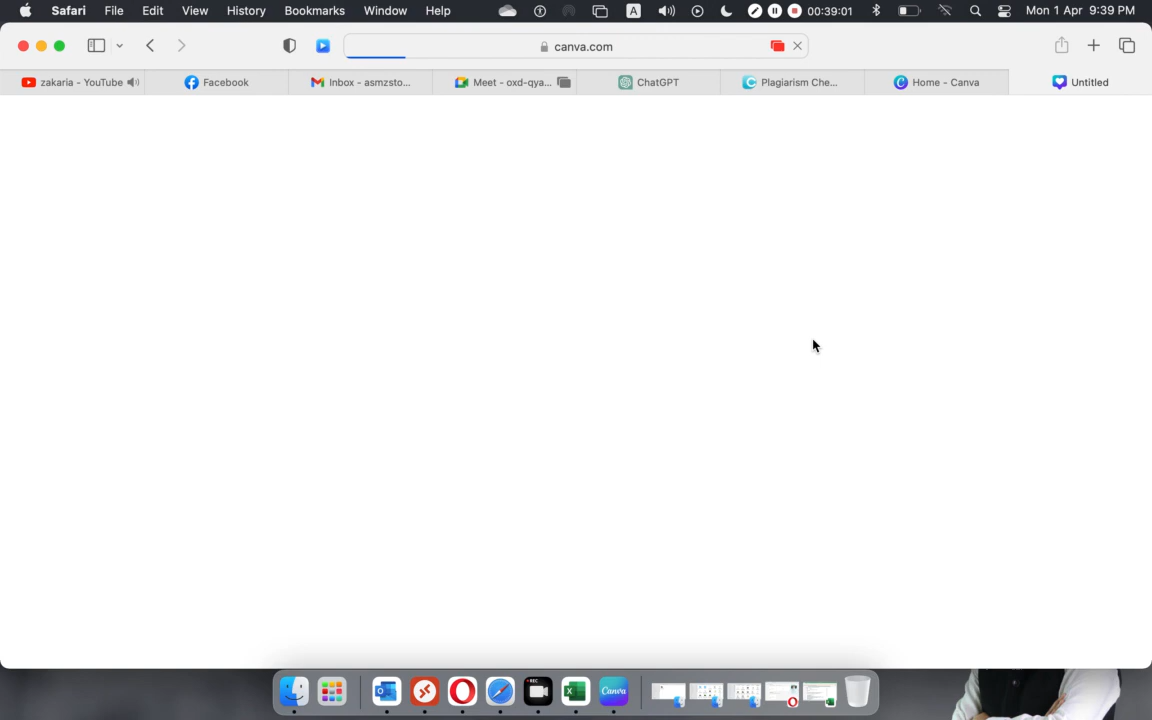 Safari File Edit View History Bookmarks Window Help A 00:39:01 Mon 1 Apr 9:39 PM
canva.com
zakaria - YouTube Facebook Inbox - asmzsto... Meet - oxd-qya... ChatGPT Plagiarism Che... Home - Canva Untitled
REC Canva